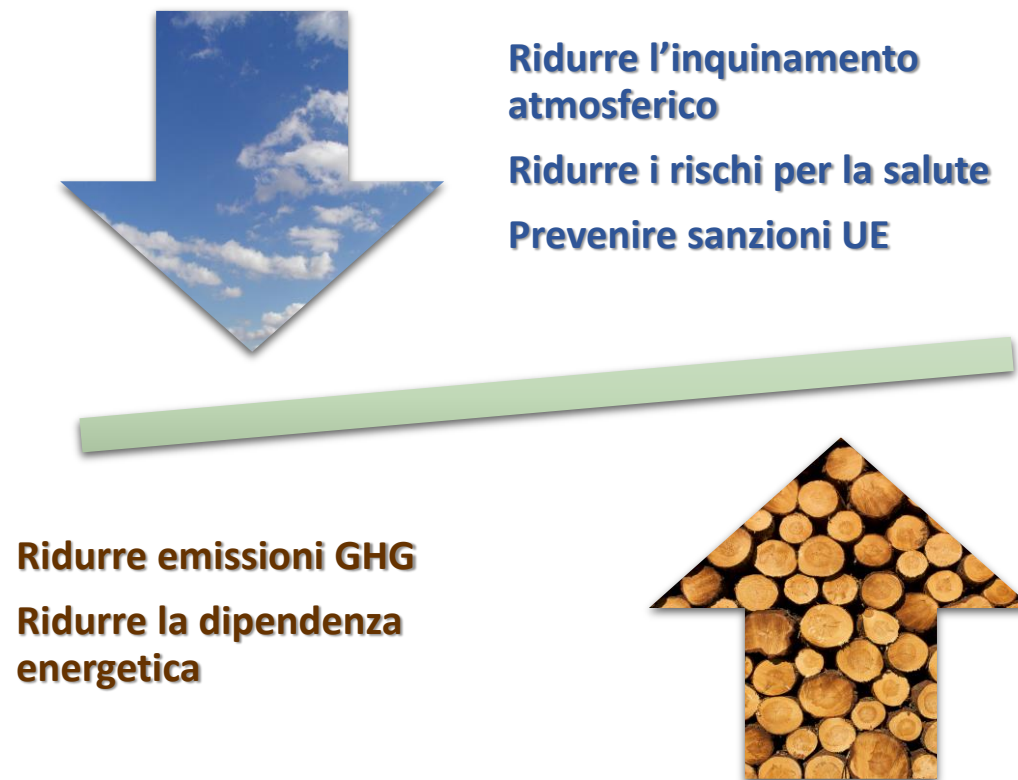 Ridurre l’inquinamento
atmosferico
Ridurre i rischi per la salute
Prevenire sanzioni UE
Ridurre emissioni GHG
Ridurre la dipendenza
energetica